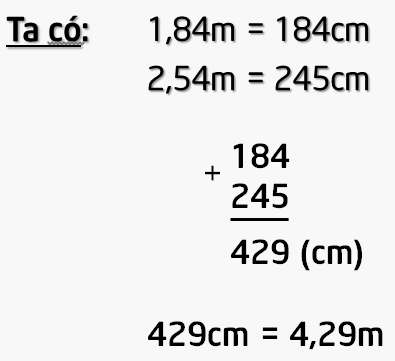 Ta có: 1,84m = 184cm
2,54m = 245cm
184
+
245
429 (cm)
429cm = 4,29m